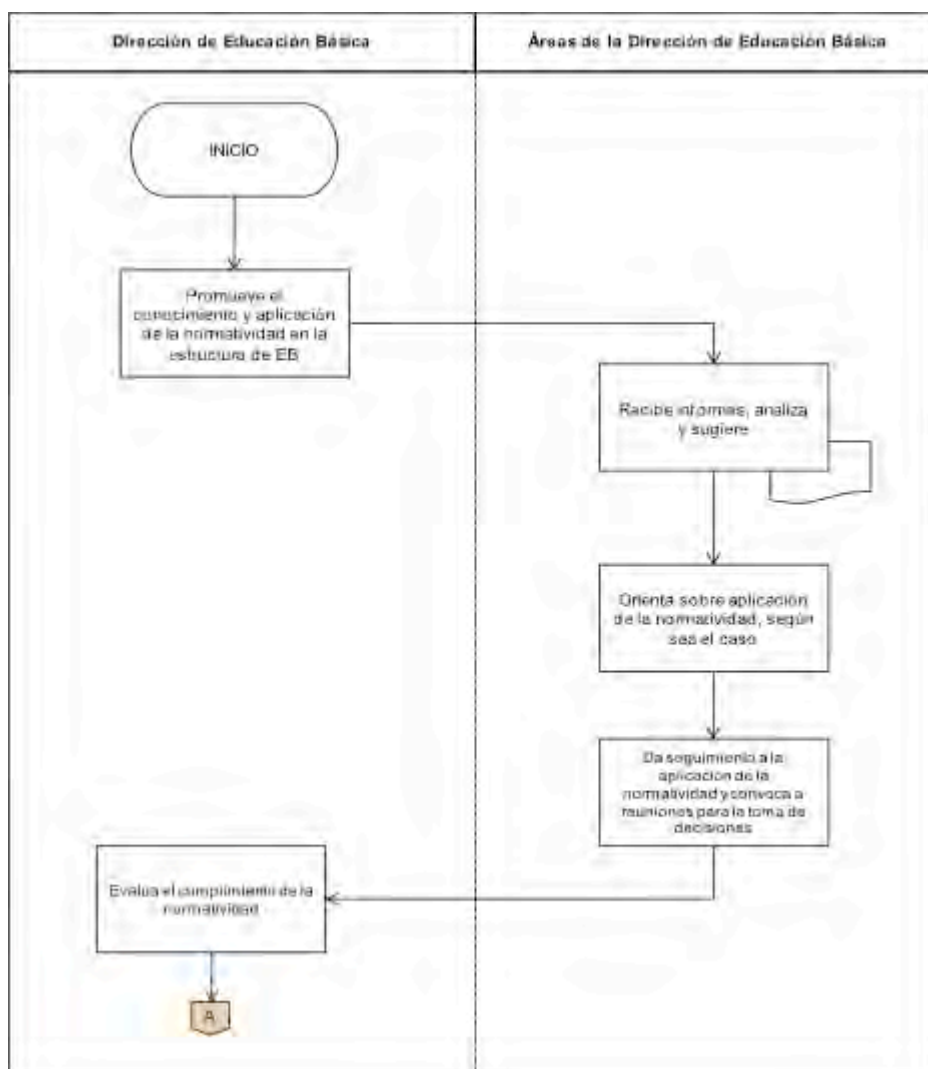 Dirección de Educación Básica
Áreas de la Dirección de Educación Básica
INICIO
Promueve el
conocimiento y aplicación
de la normatividad en la
estructura de EB
Recibe informes, analiza
y sugiere
Orienta sobre aplicación
de la normatividad, según
sea el caso
Da seguimiento a la
aplicación de la
normatividad y convoca a
reuniones para la toma de
decisiones
Evalua el cumplimiento de la
normatividad
A